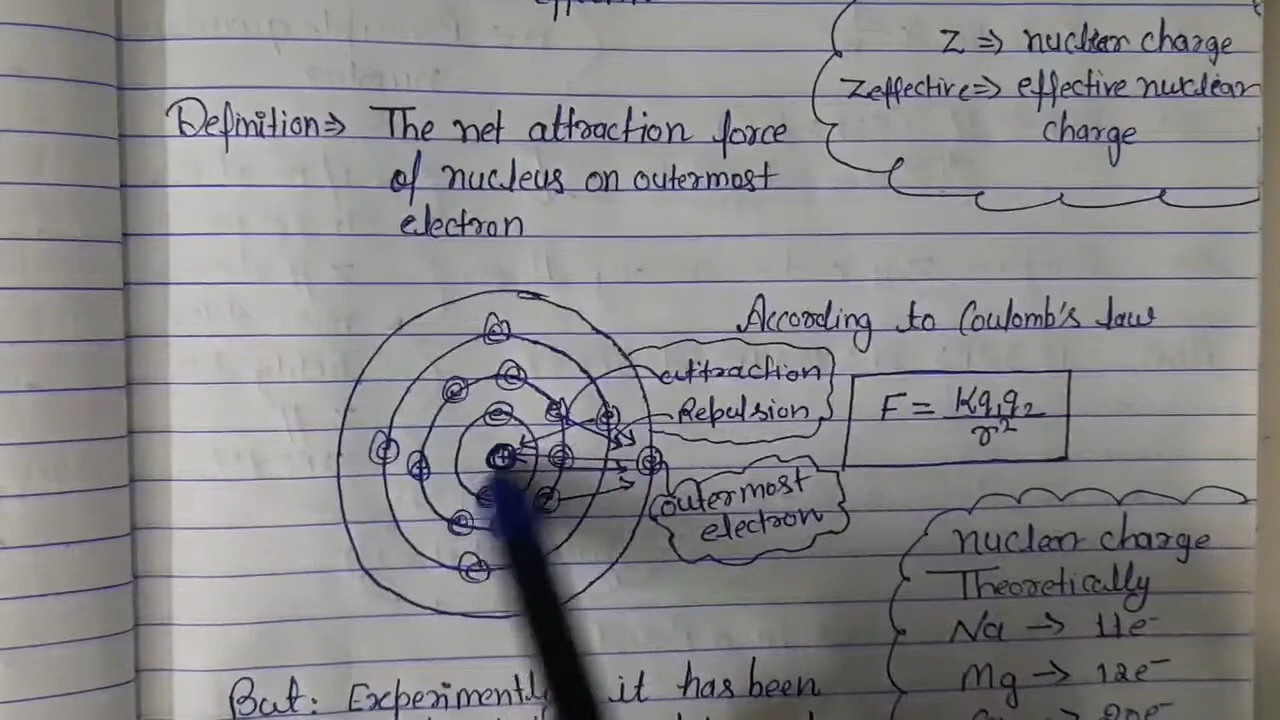 Z => nuclear charge
Zeffective => effective nuclear
charge
Definition => The net attraction force
of nucleus on outermost
electron
According to Coulomb's law
attraction
Repulsion
F = Kq1q2
r²
outermost
electron
nuclear charge
Theoretically
Na → 11e-
Mg → 12e-
But: Experimentally it has been